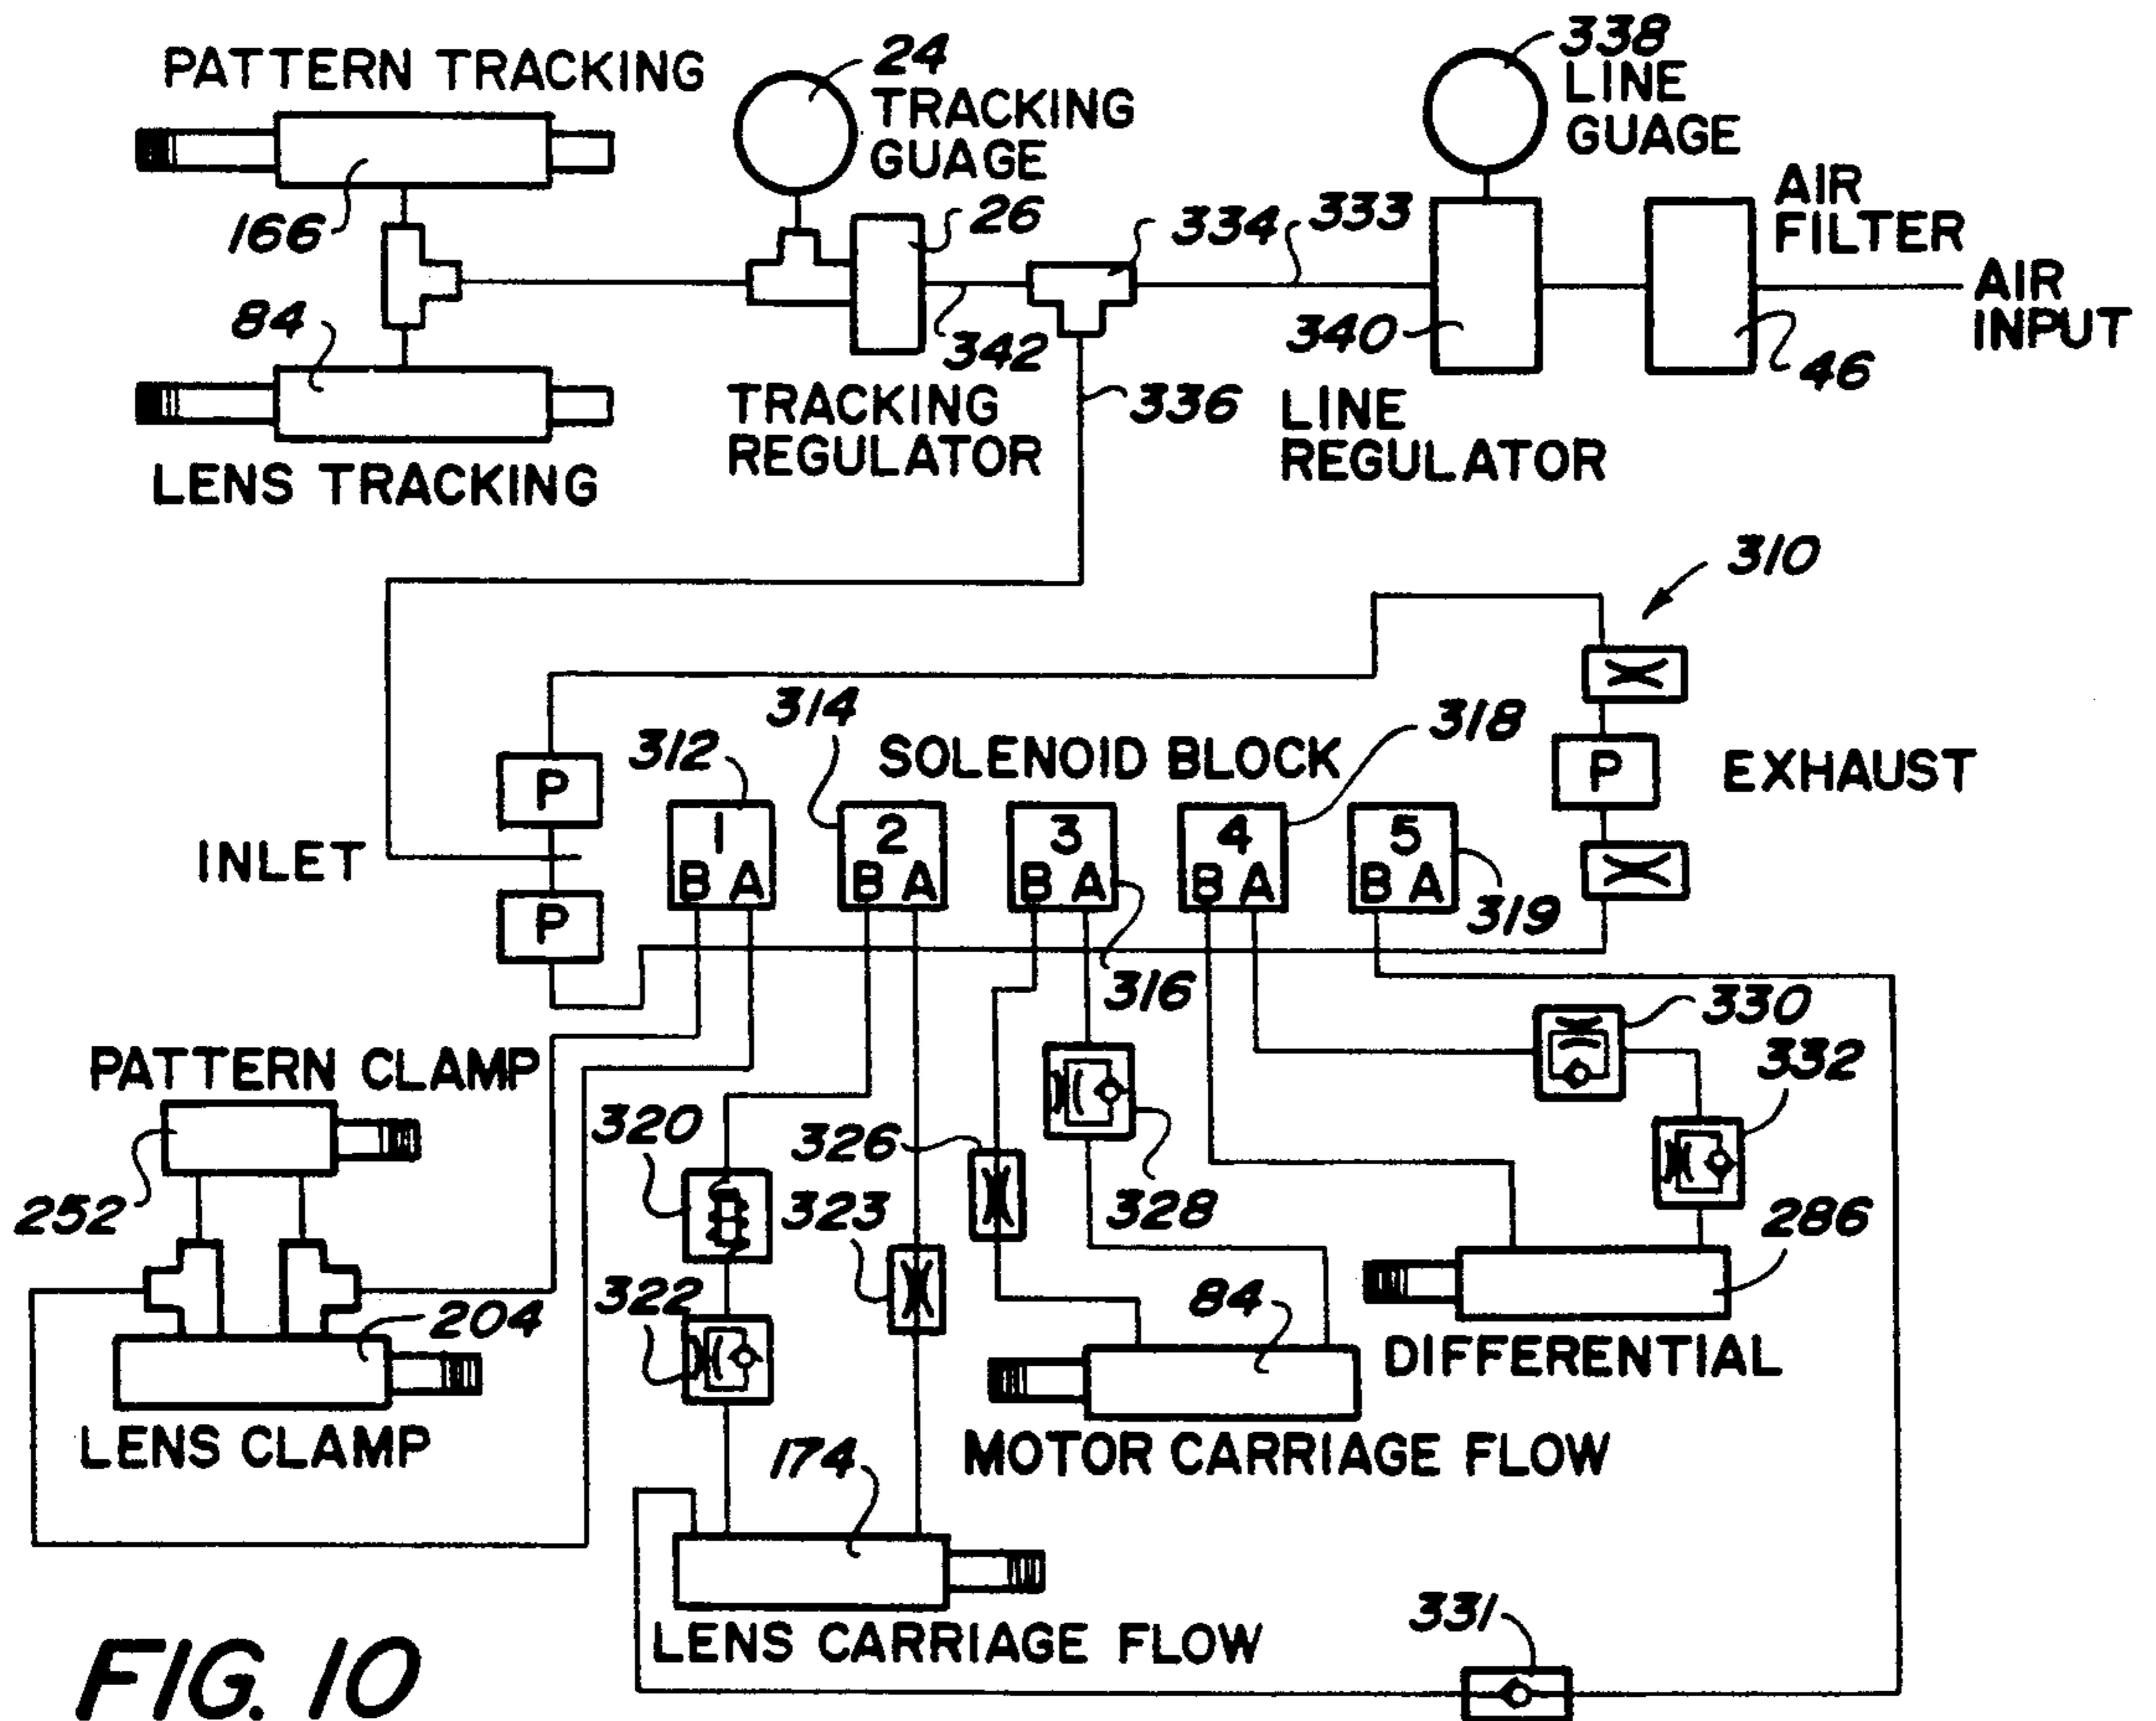 PATTERN TRACKING
166
84
LENS TRACKING
24
TRACKING
GUAGE
26
342
TRACKING
REGULATOR
334
333
336
338
LINE
GUAGE
340
LINE
REGULATOR
AIR
FILTER
AIR
INPUT
46
310
314
312
SOLENOID BLOCK
318
P
EXHAUST
INLET
P
P
1
B A
2
B A
3
B A
4
B A
5
B A
319
316
330
332
PATTERN CLAMP
252
320
326
323
328
286
322
204
84
DIFFERENTIAL
LENS CLAMP
MOTOR CARRIAGE FLOW
174
LENS CARRIAGE FLOW
331
FIG. 10